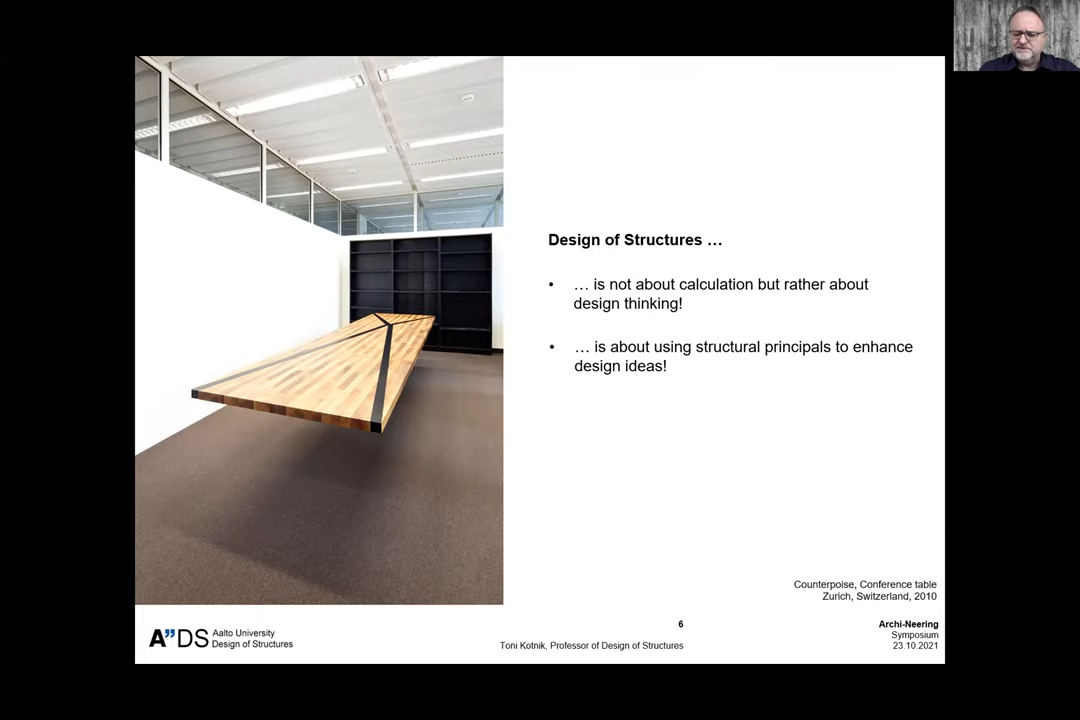 Design of Structures …
• … is not about calculation but rather about
design thinking!
• … is about using structural principals to enhance
design ideas!
Counterpoise, Conference table
Zurich, Switzerland, 2010
A” DS Aalto University
Design of Structures
6
Toni Kotnik, Professor of Design of Structures
Archi-Neering
Symposium
23.10.2021